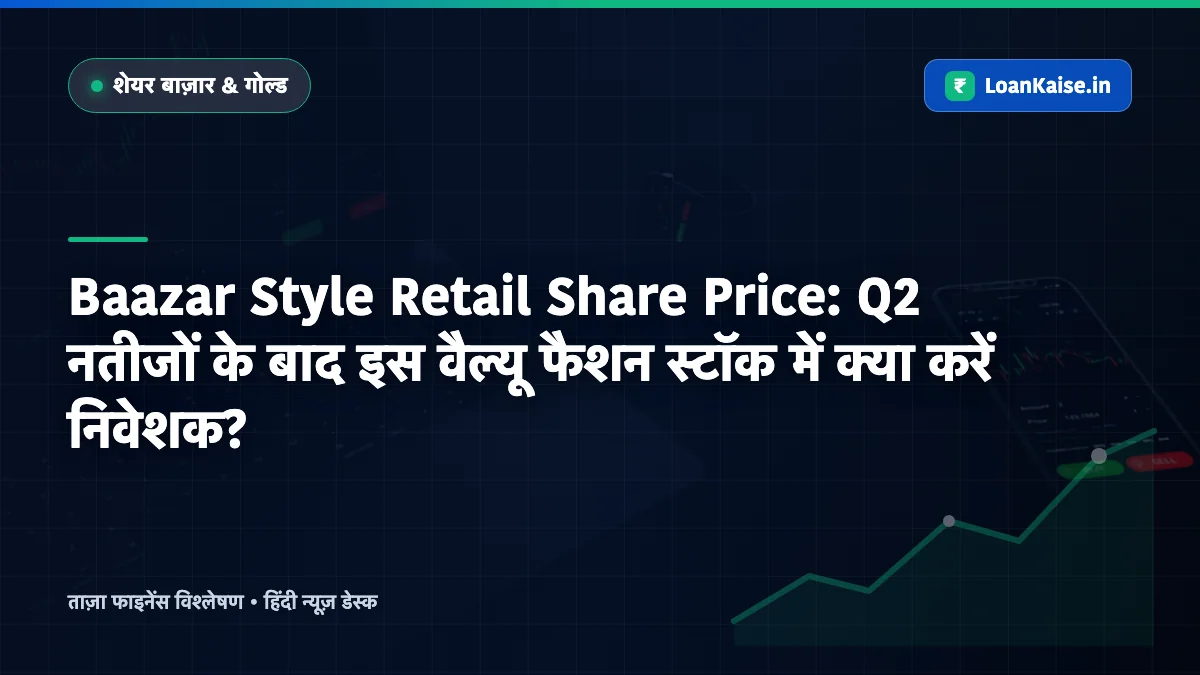 शेयर बाज़ार & गोल्ड
₹ LoanKaise.in
Baazar Style Retail Share Price: Q2
नतीजों के बाद इस वैल्यू फैशन स्टॉक में क्या करें
निवेशक?
ताज़ा फाइनेंस विश्लेषण • हिंदी न्यूज़ डेस्क